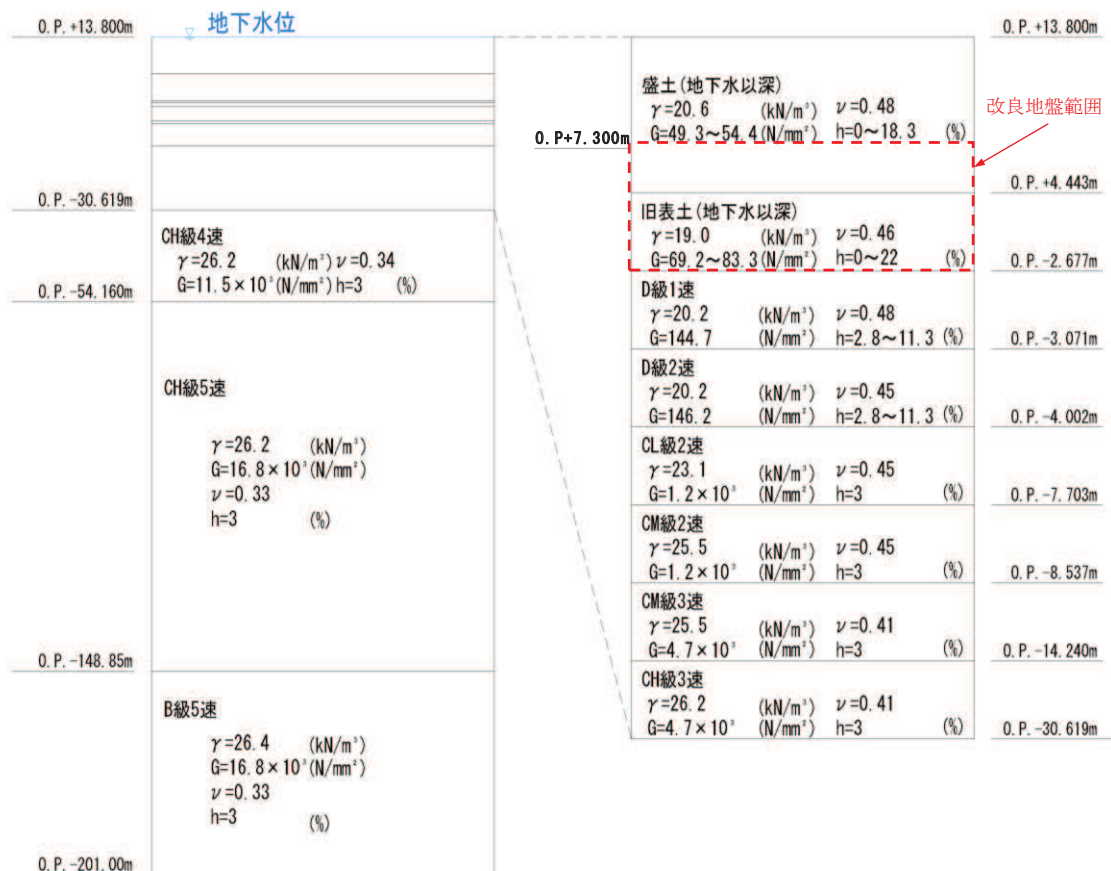 O.P.+13.800m
地下水位
O.P.-30.619m
CH級4速
γ=26.2 (kN/m³) ν=0.34
G=11.5×10³(N/mm²) h=3 (%)
O.P.-54.160m
CH級5速
γ=26.2 (kN/m³)
G=16.8×10³(N/mm²)
ν=0.33
h=3 (%)
O.P.-148.85m
B級5速
γ=26.4 (kN/m³)
G=16.8×10³(N/mm²)
ν=0.33
h=3 (%)
O.P.-201.00m
O.P.+13.800m
盛土(地下水以深)
γ=20.6 (kN/m³) ν=0.48
G=49.3~54.4(N/mm²) h=0~18.3 (%)
改良地盤範囲
O.P+7.300m
O.P.+4.443m
旧表土(地下水以深)
γ=19.0 (kN/m³) ν=0.46
G=69.2~83.3(N/mm²) h=0~22 (%)
O.P.-2.677m
D級1速
γ=20.2 (kN/m³) ν=0.48
G=144.7 (N/mm²) h=2.8~11.3 (%)
O.P.-3.071m
D級2速
γ=20.2 (kN/m³) ν=0.45
G=146.2 (N/mm²) h=2.8~11.3 (%)
O.P.-4.002m
CL級2速
γ=23.1 (kN/m³) ν=0.45
G=1.2×10³ (N/mm²) h=3 (%)
O.P.-7.703m
CM級2速
γ=25.5 (kN/m³) ν=0.45
G=1.2×10³ (N/mm²) h=3 (%)
O.P.-8.537m
CM級3速
γ=25.5 (kN/m³) ν=0.41
G=4.7×10³ (N/mm²) h=3 (%)
O.P.-14.240m
CH級3速
γ=26.2 (kN/m³) ν=0.41
G=4.7×10³ (N/mm²) h=3 (%)
O.P.-30.619m